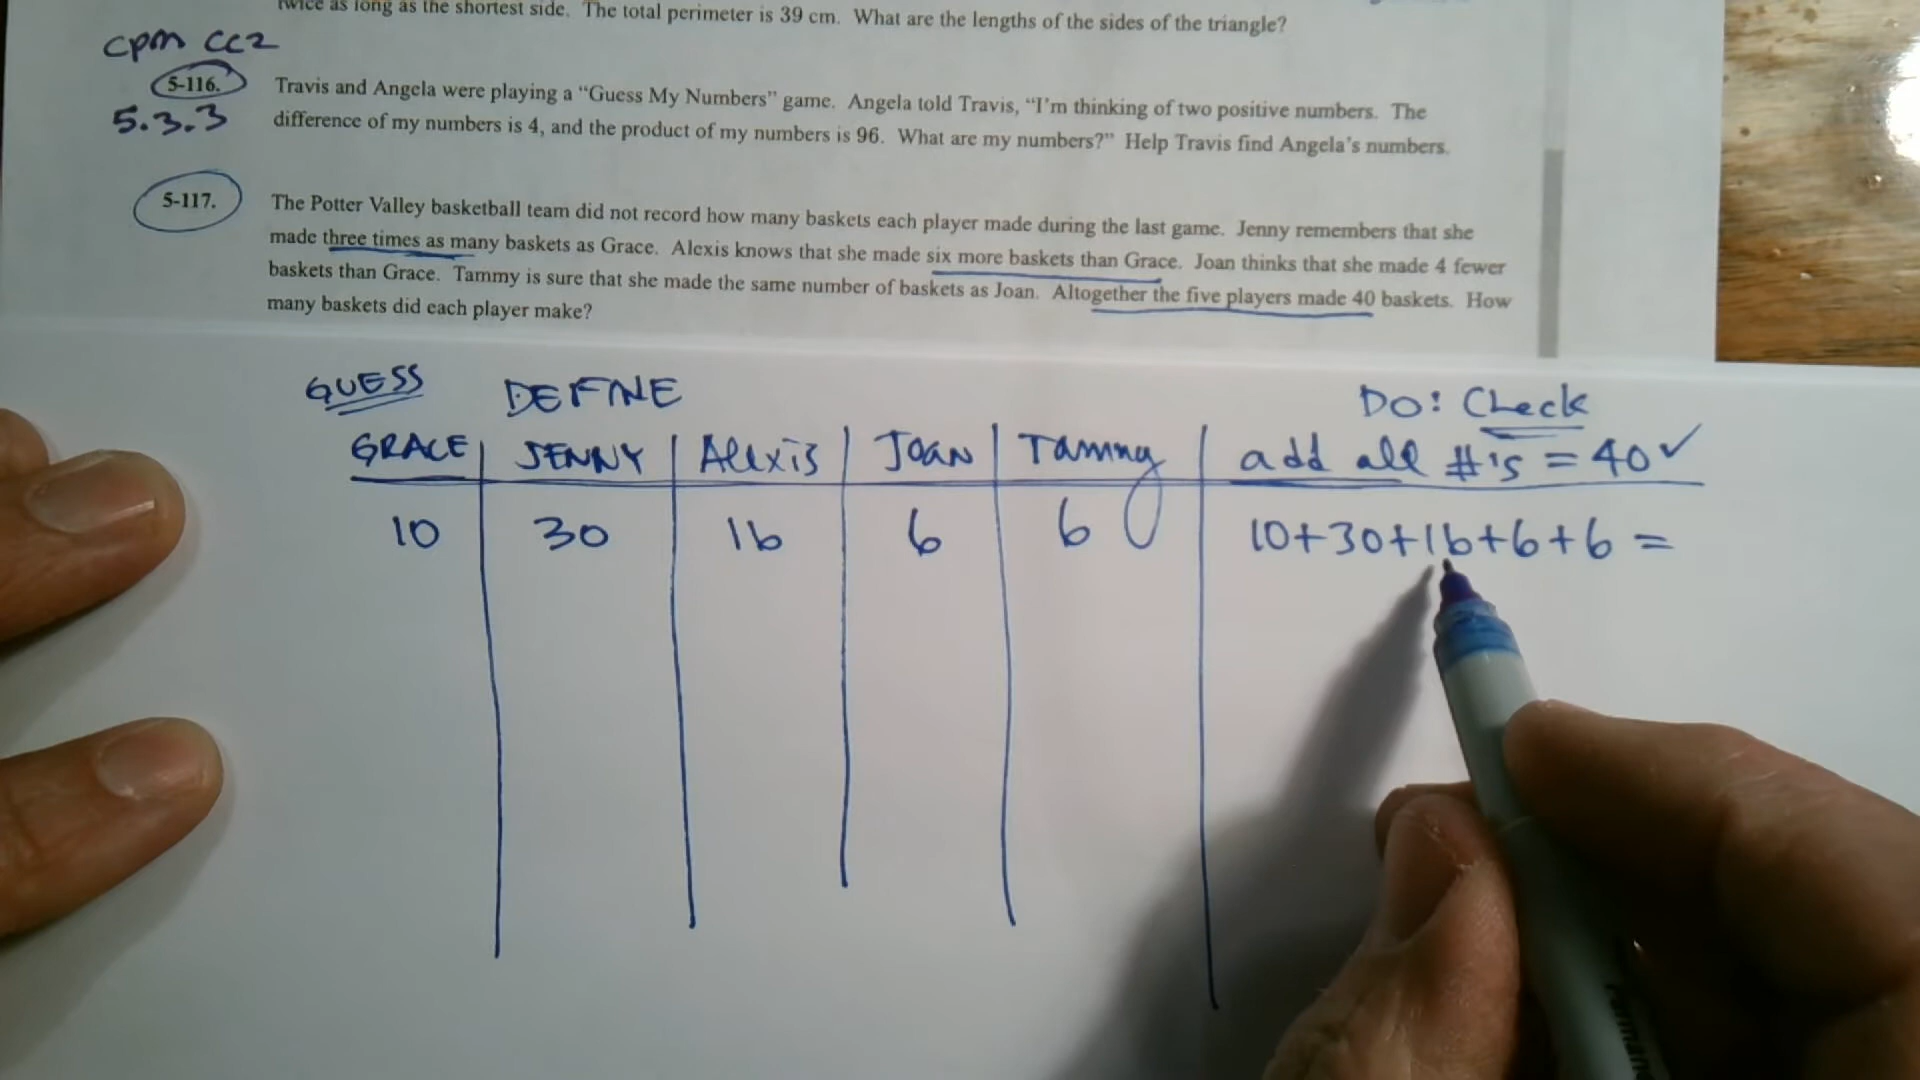 twice as long as the shortest side. The total perimeter is 39 cm. What are the lengths of the sides of the triangle?
cpm cc2
5-116. Travis and Angela were playing a “Guess My Numbers” game. Angela told Travis, “I’m thinking of two positive numbers. The
5.3.3 difference of my numbers is 4, and the product of my numbers is 96. What are my numbers?” Help Travis find Angela’s numbers.
5-117. The Potter Valley basketball team did not record how many baskets each player made during the last game. Jenny remembers that she
made three times as many baskets as Grace. Alexis knows that she made six more baskets than Grace. Joan thinks that she made 4 fewer
baskets than Grace. Tammy is sure that she made the same number of baskets as Joan. Altogether the five players made 40 baskets. How
many baskets did each player make?
GUESS DEFINE DO: Check
GRACE JENNY Alexis Joan Tammy add all #'s = 40 ✓
10 30 16 6 6 10+30+16+6+6 =